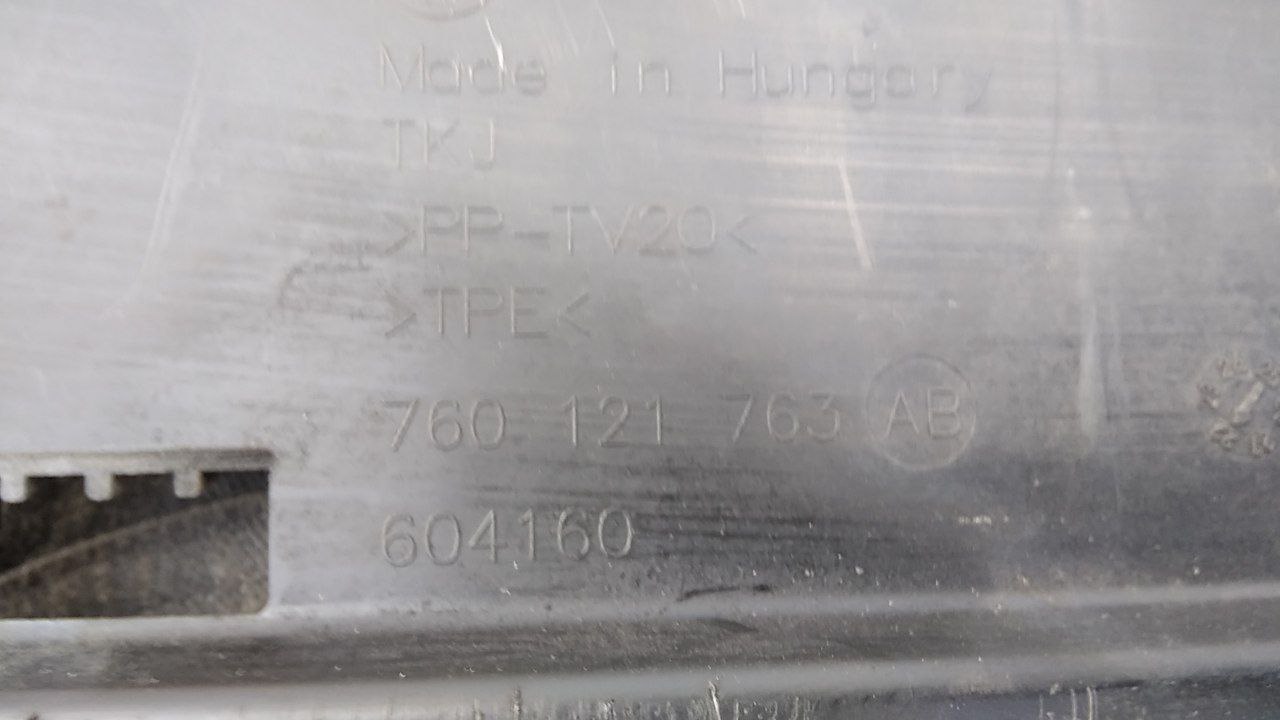 Made in Hungary
TKJ
>PP-TV20<
>TPE<
760 121 763 AB
604160